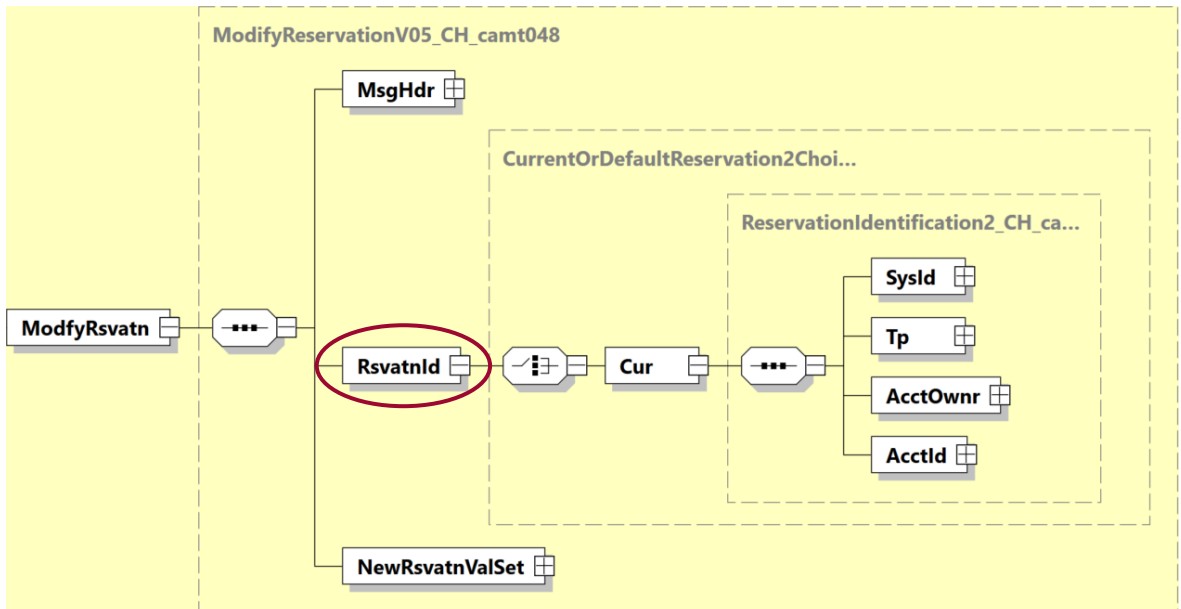 ModifyReservationV05_CH_camt048
MsgHdr
CurrentOrDefaultReservation2Choi...
ReservationIdentification2_CH_ca...
SysId
ModfyRsvatn
Tp
RsvatnId
Cur
AcctOwnr
AcctId
NewRsvatnValSet